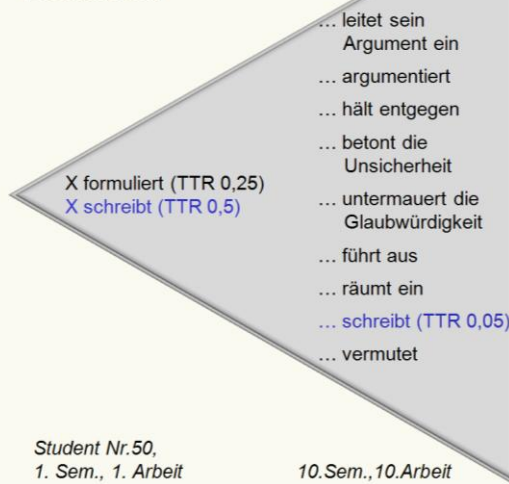 … leitet sein
Argument ein
… argumentiert
… hält entgegen
… betont die
Unsicherheit
X formuliert (TTR 0,25)
X schreibt (TTR 0,5)
… untermauert die
Glaubwürdigkeit
… führt aus
… räumt ein
… schreibt (TTR 0,05)
… vermutet
Student Nr.50,
1. Sem., 1. Arbeit
10.Sem.,10.Arbeit